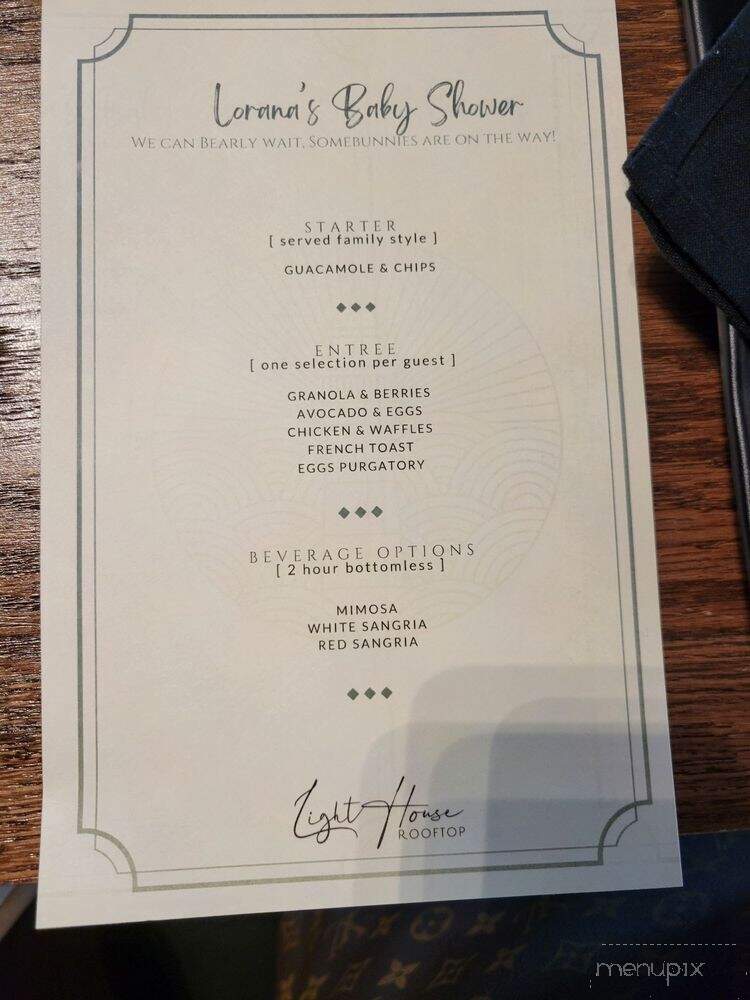 Lorana's Baby Shower
We can Bearly wait, Somebunnies are on the way!
STARTER
[ served family style ]
GUACAMOLE & CHIPS
ENTREE
[ one selection per guest ]
GRANOLA & BERRIES
AVOCADO & EGGS
CHICKEN & WAFFLES
FRENCH TOAST
EGGS PURGATORY
BEVERAGE OPTIONS
[ 2 hour bottomless ]
MIMOSA
WHITE SANGRIA
RED SANGRIA
Light House
ROOFTOP
menupix